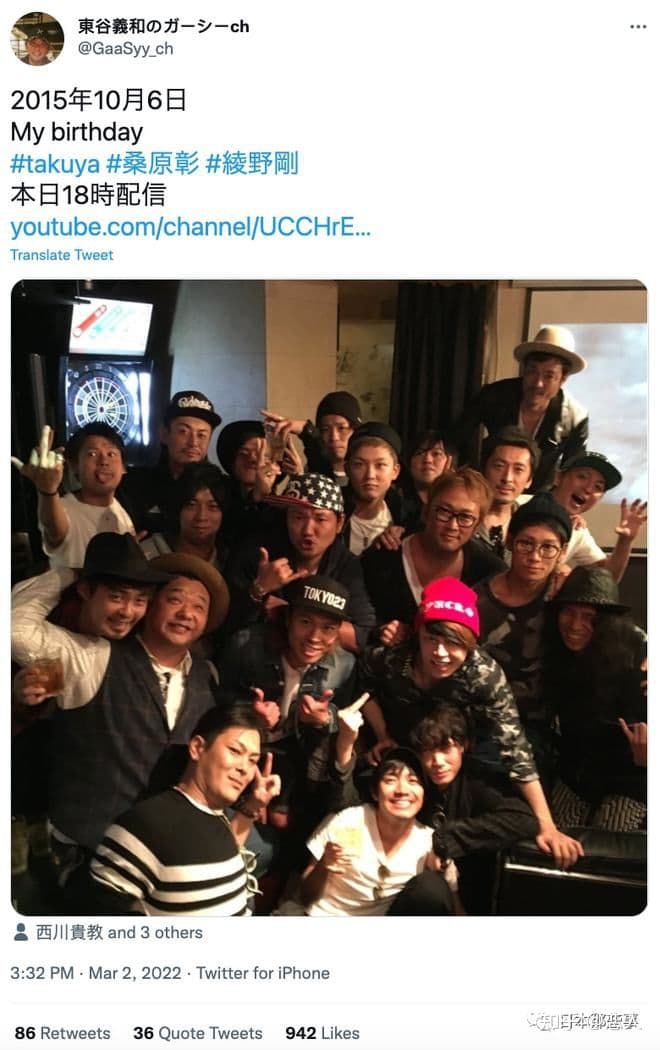 東谷義和のガーシーch
@GaaSyy_ch
2015年10月6日
My birthday
#takuya #桑原彰 #綾野剛
本日18時配信
youtube.com/channel/UCCHrE...
Translate Tweet
TOKYO23
西川貴教 and 3 others
3:32 PM · Mar 2, 2022 · Twitter for iPhone
86 Retweets 36 Quote Tweets 942 Likes